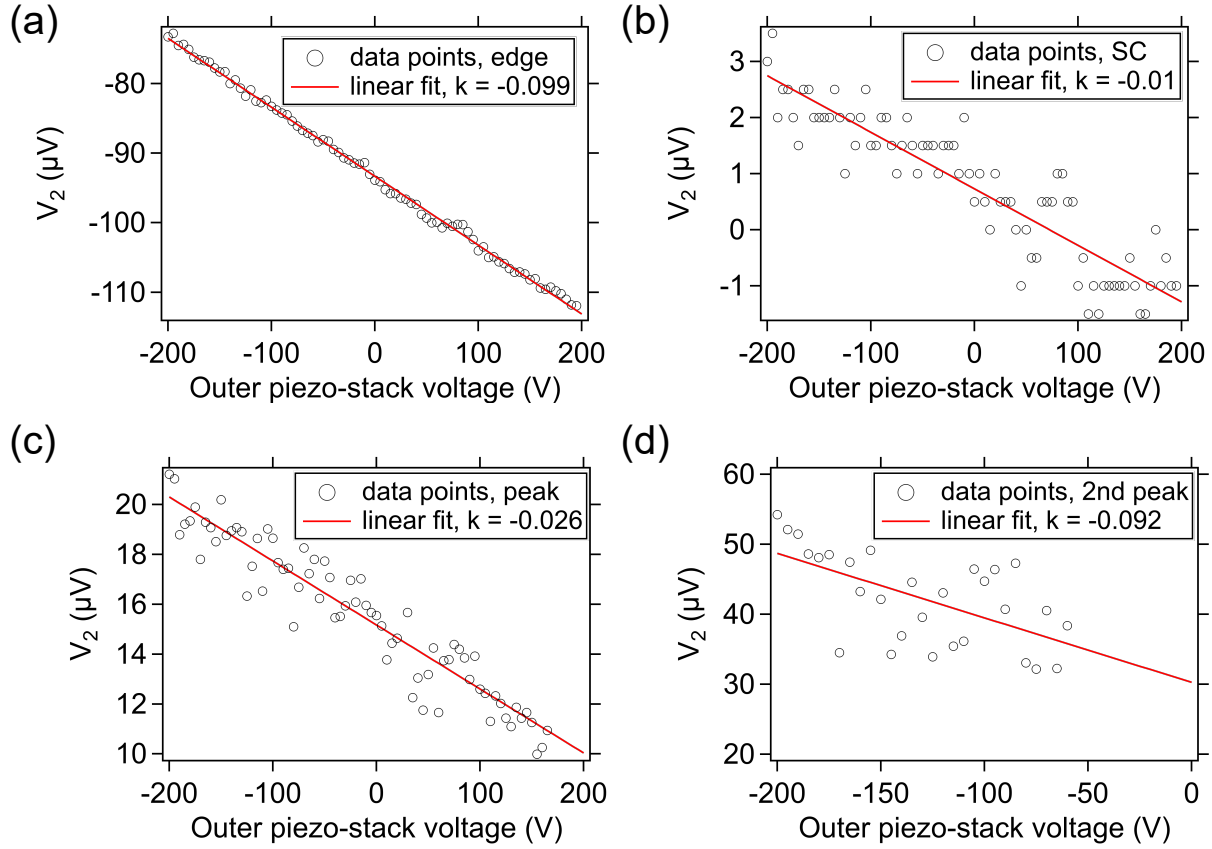 (a)
data points, edge
linear fit, k = -0.099
-80
-90
-100
-110
V2 (µV)
-200 -100 0 100 200
Outer piezo-stack voltage (V)
(b)
data points, SC
linear fit, k = -0.01
3
2
1
0
-1
V2 (µV)
-200 -100 0 100 200
Outer piezo-stack voltage (V)
(c)
data points, peak
linear fit, k = -0.026
20
18
16
14
12
10
V2 (µV)
-200 -100 0 100 200
Outer piezo-stack voltage (V)
(d)
data points, 2nd peak
linear fit, k = -0.092
60
50
40
30
20
V2 (µV)
-200 -150 -100 -50 0
Outer piezo-stack voltage (V)